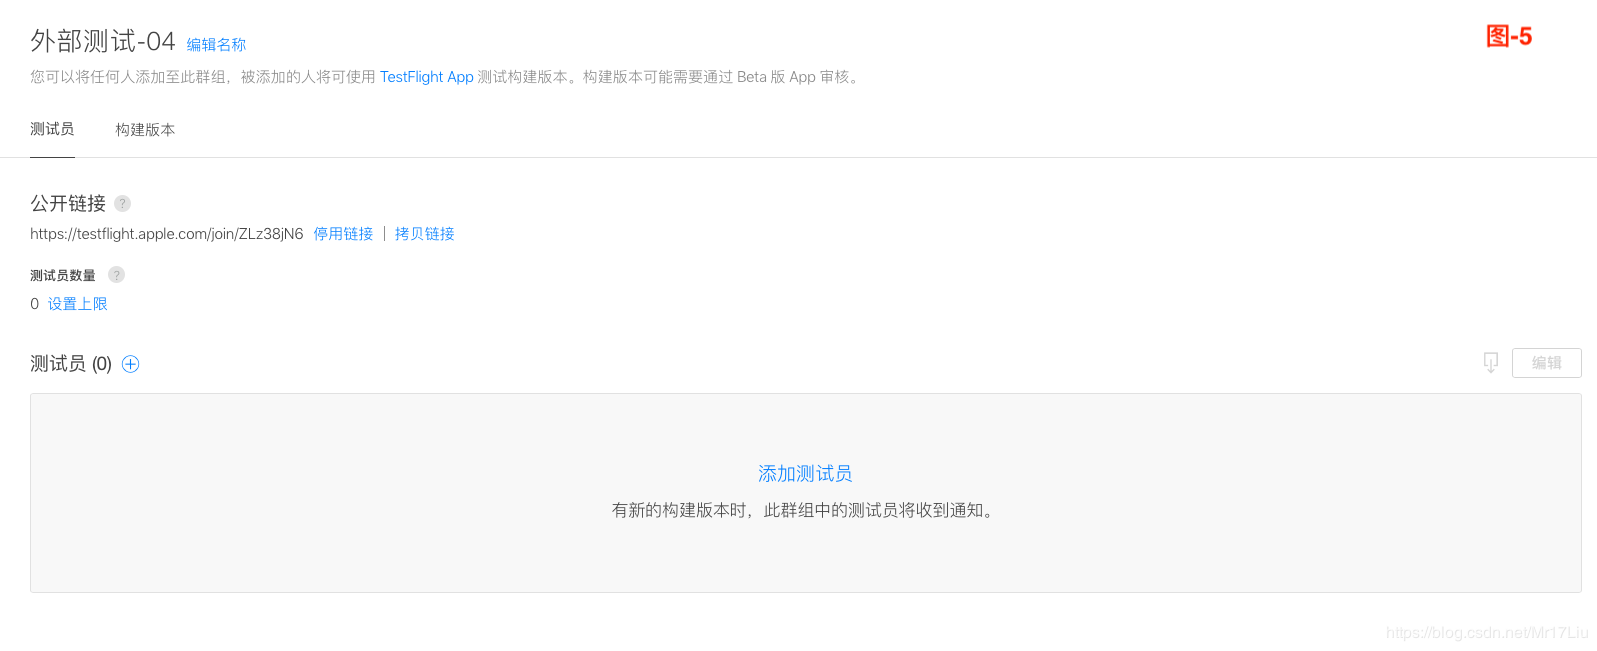 外部测试-04 编辑名称
图-5
您可以将任何人添加至此群组，被添加的人将可使用 TestFlight App 测试构建版本。构建版本可能需要通过 Beta 版 App 审核。
测试员 构建版本
公开链接 ?
https://testflight.apple.com/join/ZLz38jN6 停用链接 | 拷贝链接
测试员数量 ?
0 设置上限
测试员 (0)
编辑
添加测试员
有新的构建版本时，此群组中的测试员将收到通知。
https://blog.csdn.net/Mr17Liu